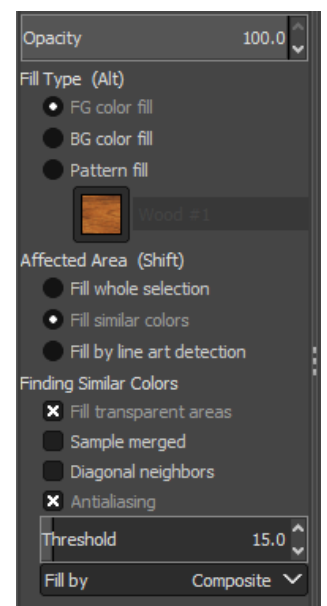 Opacity 100.0
Fill Type (Alt)
FG color fill
BG color fill
Pattern fill
Wood #1
Affected Area (Shift)
Fill whole selection
Fill similar colors
Fill by line art detection
Finding Similar Colors
Fill transparent areas
Sample merged
Diagonal neighbors
Antialiasing
Threshold 15.0
Fill by Composite